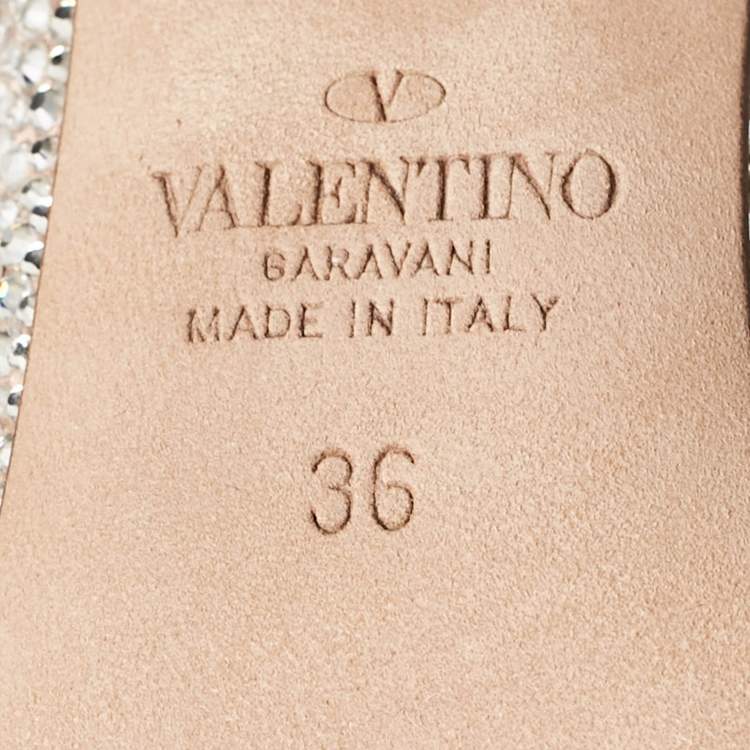 V
VALENTINO
GARAVANI
MADE IN ITALY
36